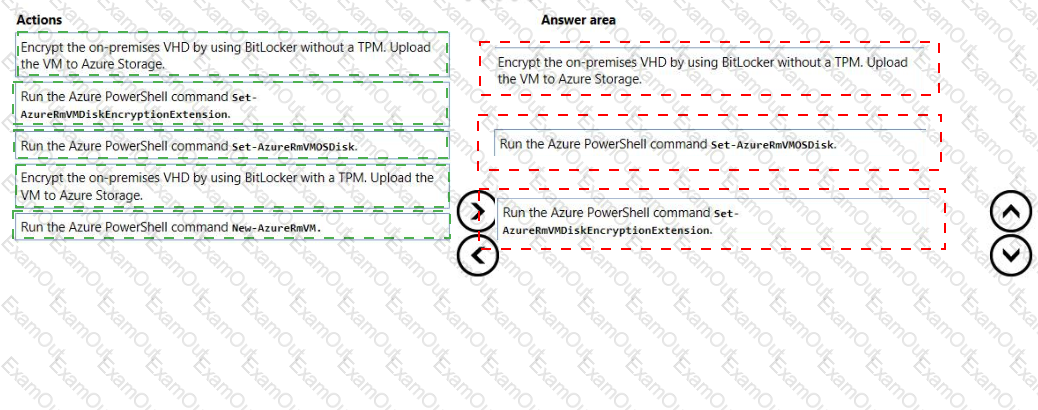 Actions
Encrypt the on-premises VHD by using BitLocker without a TPM. Upload
the VM to Azure Storage.
Run the Azure PowerShell command Set-
AzureRmVMDiskEncryptionExtension.
Run the Azure PowerShell command Set-AzureRmVMOSDisk.
Encrypt the on-premises VHD by using BitLocker with a TPM. Upload the
VM to Azure Storage.
Run the Azure PowerShell command New-AzureRmVM.
Answer area
Encrypt the on-premises VHD by using BitLocker without a TPM. Upload
the VM to Azure Storage.
Run the Azure PowerShell command Set-AzureRmVMOSDisk.
Run the Azure PowerShell command Set-
AzureRmVMDiskEncryptionExtension.